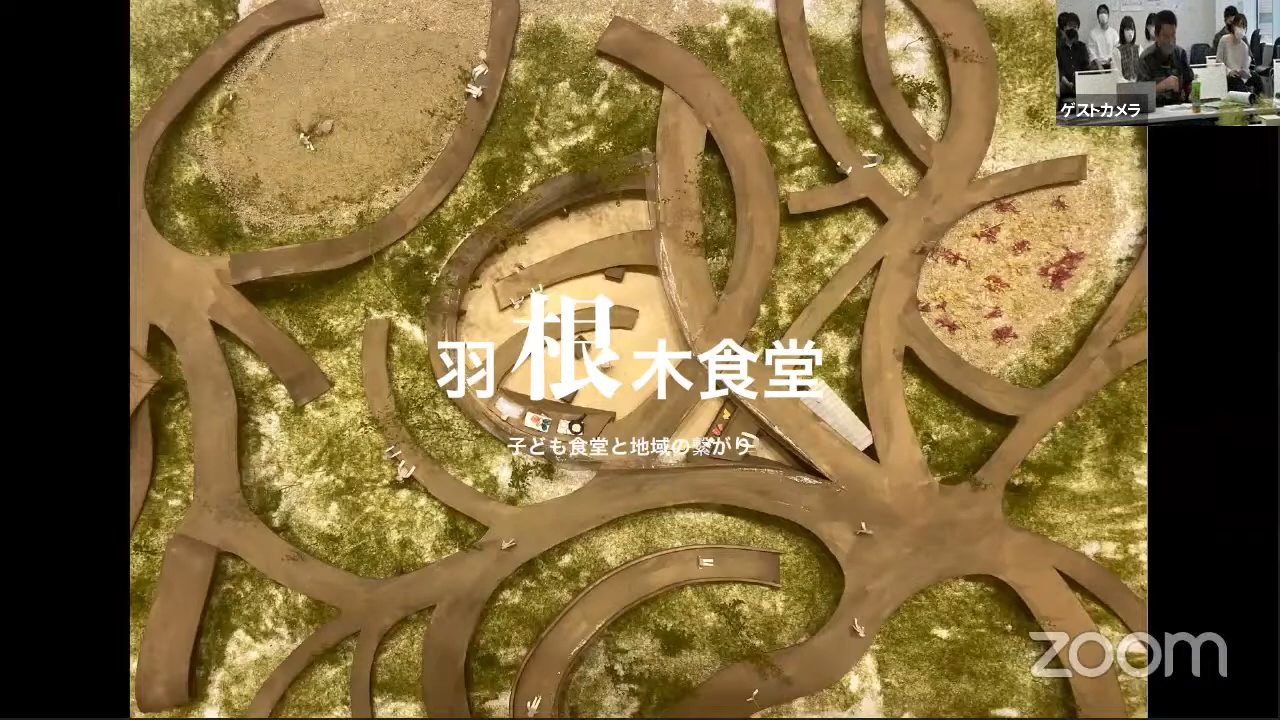 ゲストカメラ
羽根木食堂
子ども食堂と地域の繋がり
zoom